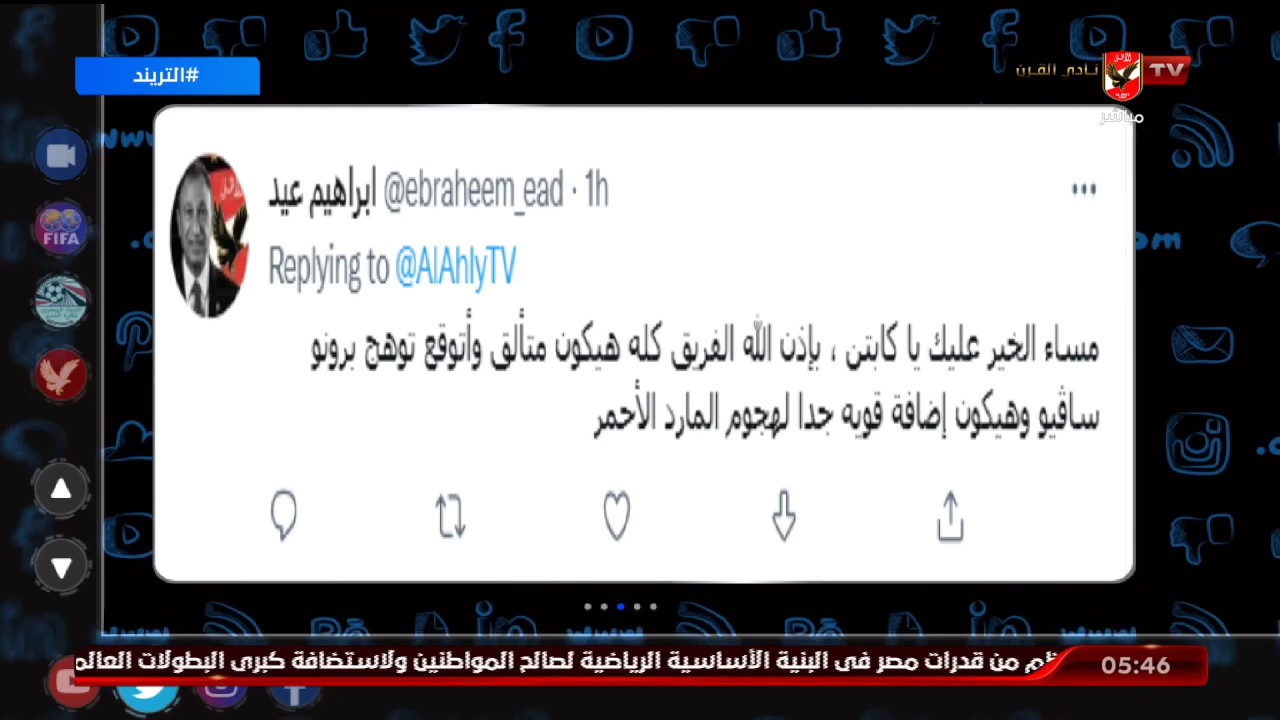 #التريند
نادي القرن
TV
مباشر
ابراهيم عيد @ebraheem_ead · 1h
Replying to @AlAhlyTV
مساء الخير عليك يا كابتن ، بإذن الله الفريق كله هيكون متألق وأتوقع توهج برونو
ساڤيو وهيكون إضافة قويه جدا لهجوم المارد الأحمر
FIFA
من قدرات مصر فى البنية الأساسية الرياضية لصالح المواطنين ولاستضافة كبرى البطولات
05:46